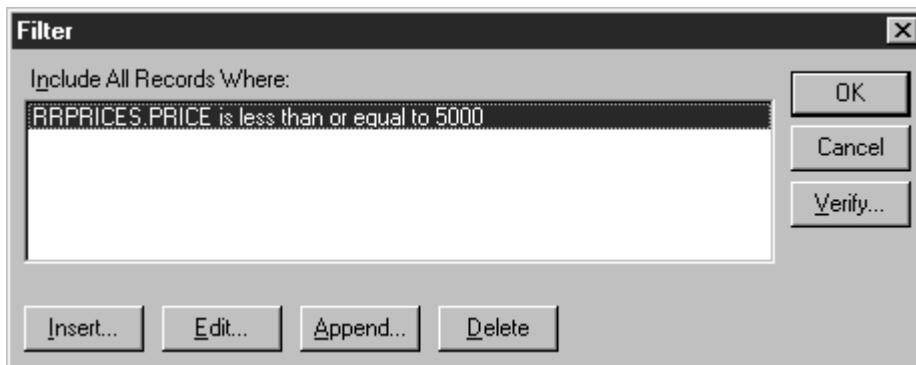 Filter
Include All Records Where:
RRPRICES.PRICE is less than or equal to 5000
OK
Cancel
Verify...
Insert...
Edit...
Append...
Delete